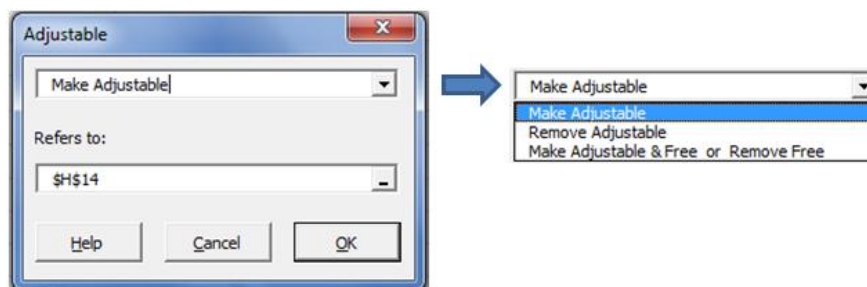 Adjustable
Make Adjustable
Refers to:
$H$14
Help
Cancel
OK
Make Adjustable
Make Adjustable
Remove Adjustable
Make Adjustable & Free or Remove Free